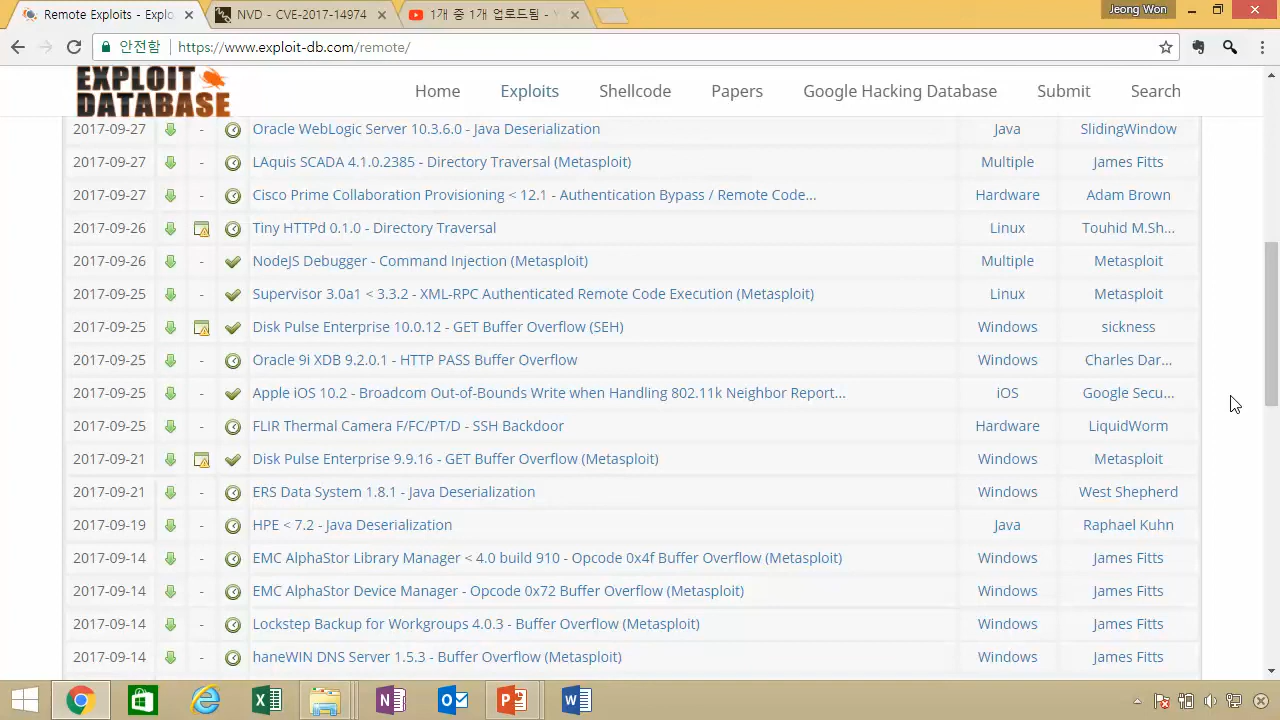 Remote Exploits - Explo
NVD - CVE-2017-14974
1개 중 1개 업로드됨 - Y
Jeong Won
안전함
https://www.exploit-db.com/remote/
EXPLOIT DATABASE
Home
Exploits
Shellcode
Papers
Google Hacking Database
Submit
Search
2017-09-27 - Oracle WebLogic Server 10.3.6.0 - Java Deserialization Java SlidingWindow
2017-09-27 - LAquis SCADA 4.1.0.2385 - Directory Traversal (Metasploit) Multiple James Fitts
2017-09-27 - Cisco Prime Collaboration Provisioning < 12.1 - Authentication Bypass / Remote Code... Hardware Adam Brown
2017-09-26 Tiny HTTPd 0.1.0 - Directory Traversal Linux Touhid M.Sh...
2017-09-26 - NodeJS Debugger - Command Injection (Metasploit) Multiple Metasploit
2017-09-25 - Supervisor 3.0a1 < 3.3.2 - XML-RPC Authenticated Remote Code Execution (Metasploit) Linux Metasploit
2017-09-25 Disk Pulse Enterprise 10.0.12 - GET Buffer Overflow (SEH) Windows sickness
2017-09-25 - Oracle 9i XDB 9.2.0.1 - HTTP PASS Buffer Overflow Windows Charles Dar...
2017-09-25 - Apple iOS 10.2 - Broadcom Out-of-Bounds Write when Handling 802.11k Neighbor Report... iOS Google Secu...
2017-09-25 - FLIR Thermal Camera F/FC/PT/D - SSH Backdoor Hardware LiquidWorm
2017-09-21 Disk Pulse Enterprise 9.9.16 - GET Buffer Overflow (Metasploit) Windows Metasploit
2017-09-21 - ERS Data System 1.8.1 - Java Deserialization Windows West Shepherd
2017-09-19 - HPE < 7.2 - Java Deserialization Java Raphael Kuhn
2017-09-14 - EMC AlphaStor Library Manager < 4.0 build 910 - Opcode 0x4f Buffer Overflow (Metasploit) Windows James Fitts
2017-09-14 - EMC AlphaStor Device Manager - Opcode 0x72 Buffer Overflow (Metasploit) Windows James Fitts
2017-09-14 - Lockstep Backup for Workgroups 4.0.3 - Buffer Overflow (Metasploit) Windows James Fitts
2017-09-14 - haneWIN DNS Server 1.5.3 - Buffer Overflow (Metasploit) Windows James Fitts